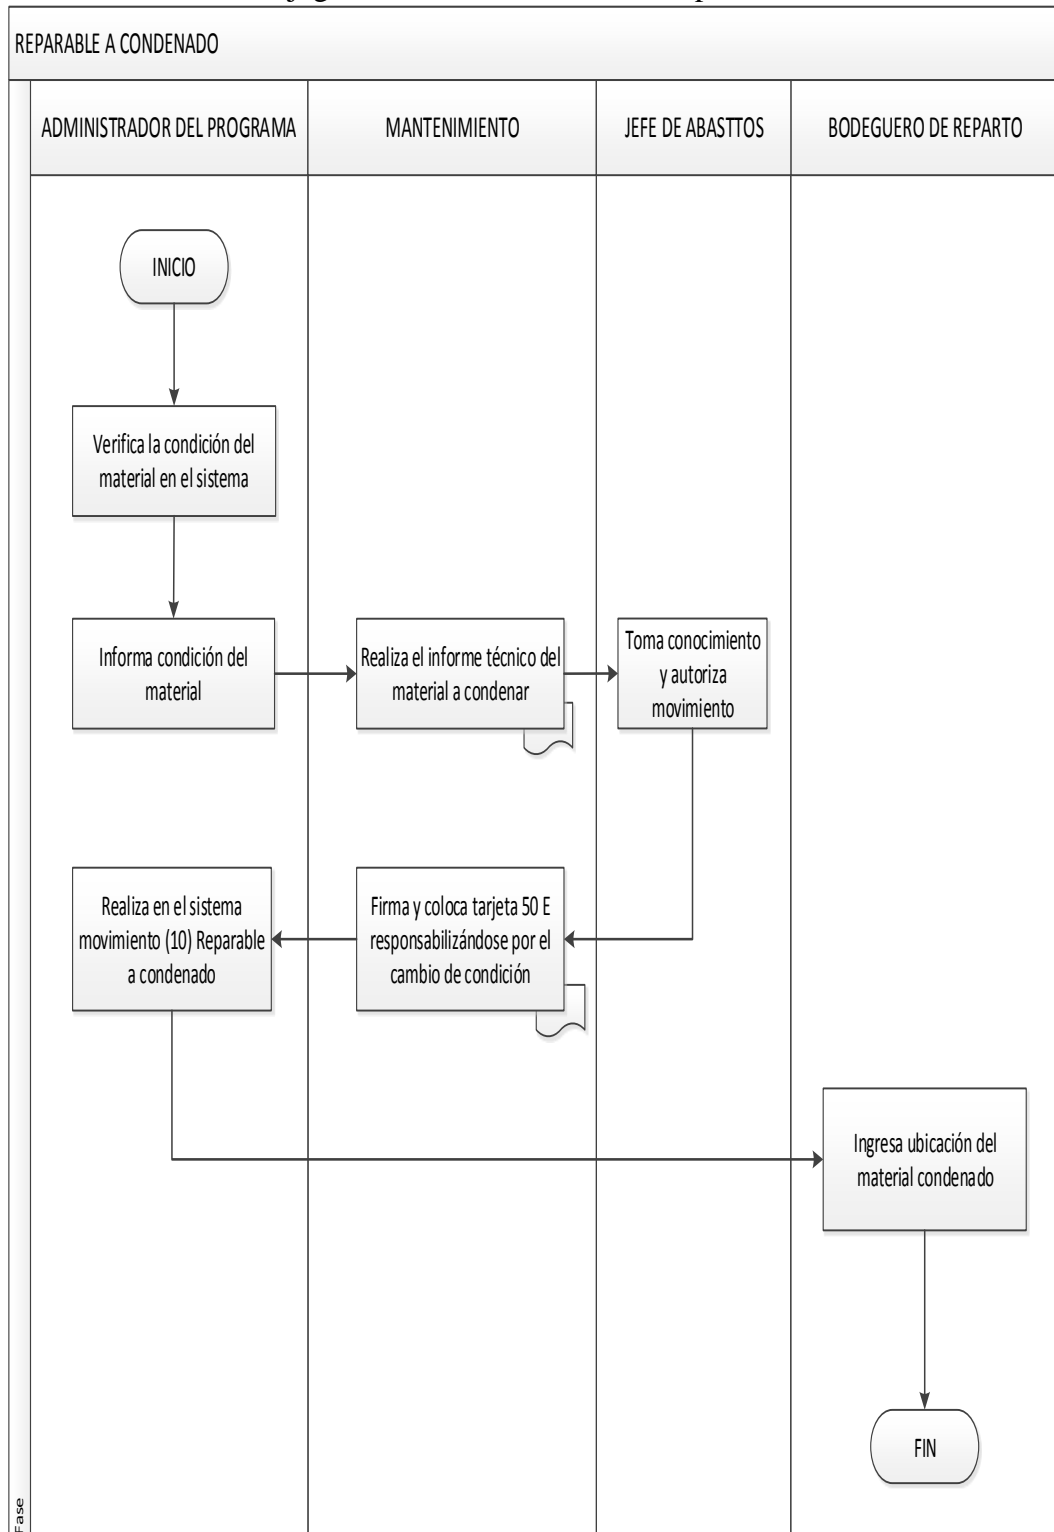 REPARABLE A CONDENADO
ADMINISTRADOR DEL PROGRAMA
MANTENIMIENTO
JEFE DE ABASTTOS
BODEGUERO DE REPARTO
INICIO
Verifica la condición del
material en el sistema
Informa condición del
material
Realiza el informe técnico del
material a condenar
Toma conocimiento
y autoriza
movimiento
Firma y coloca tarjeta 50 E
responsabilizándose por el
cambio de condición
Realiza en el sistema
movimiento (10) Reparable
a condenado
Ingresa ubicación del
material condenado
FIN
Fase